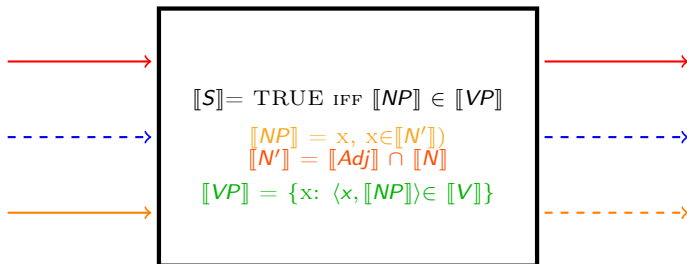 ⟦S⟧= TRUE IFF ⟦NP⟧ ∈ ⟦VP⟧
⟦NP⟧ = x, x∈⟦N'⟧)
⟦N'⟧ = ⟦Adj⟧ ∩ ⟦N⟧
⟦VP⟧ = {x: ⟨x,⟦NP⟧⟩∈ ⟦V⟧}